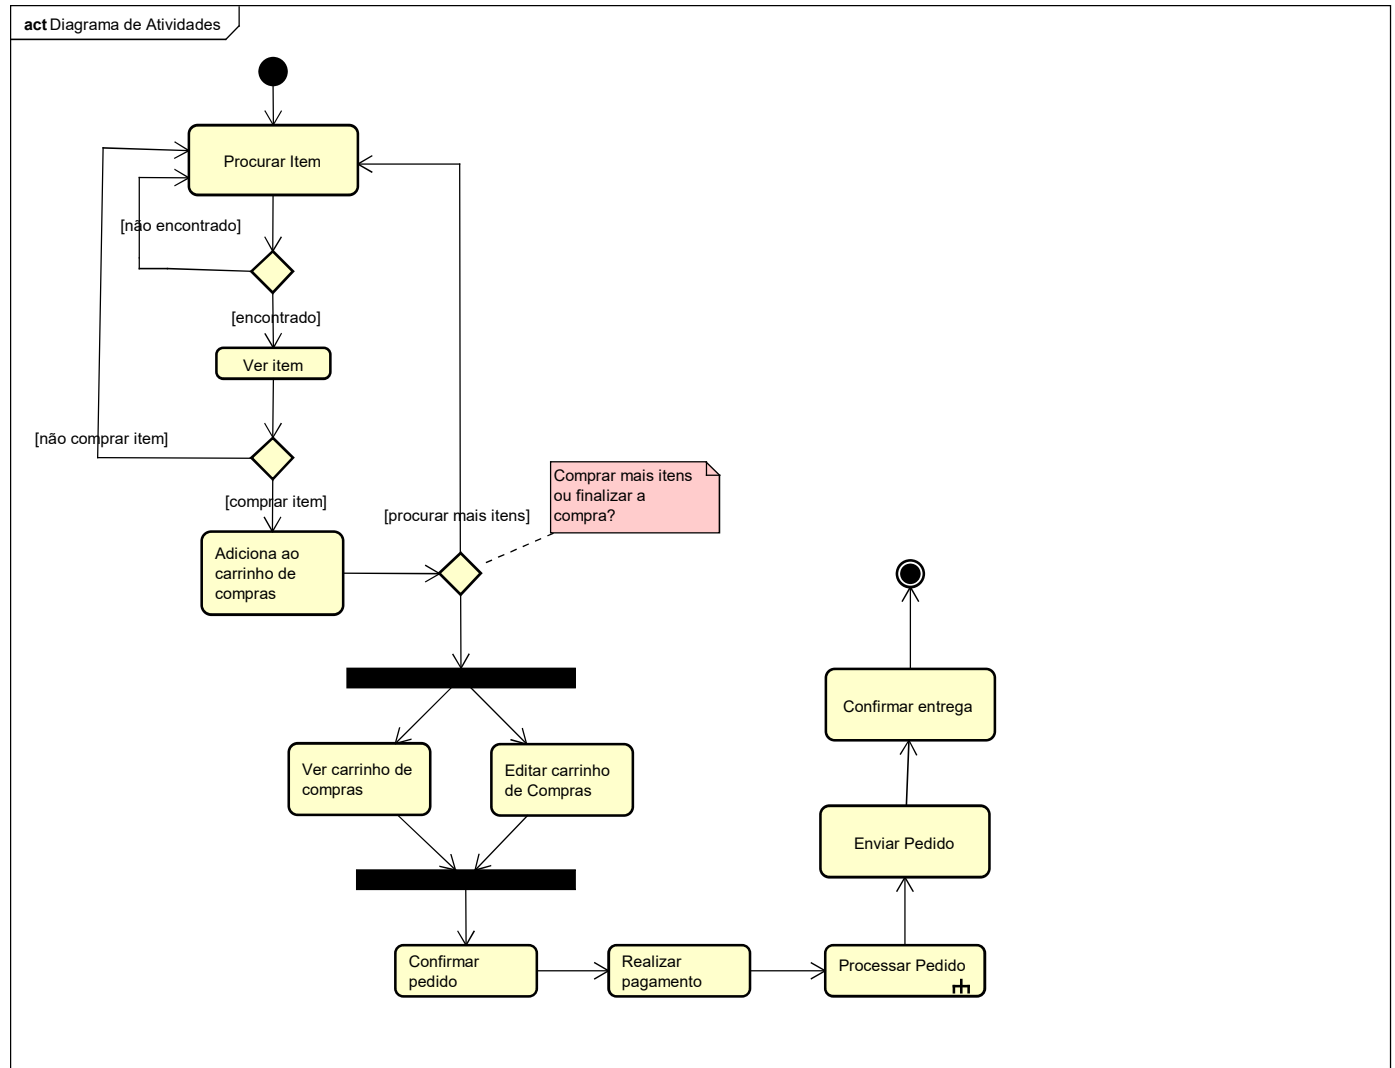 act Diagrama de Atividades
Procurar Item
[não encontrado]
[encontrado]
Ver item
[não comprar item]
[comprar item]
Adiciona ao
carrinho de
compras
[procurar mais itens]
Comprar mais itens
ou finalizar a
compra?
Ver carrinho de
compras
Editar carrinho
de Compras
Confirmar
pedido
Realizar
pagamento
Processar Pedido
Enviar Pedido
Confirmar entrega